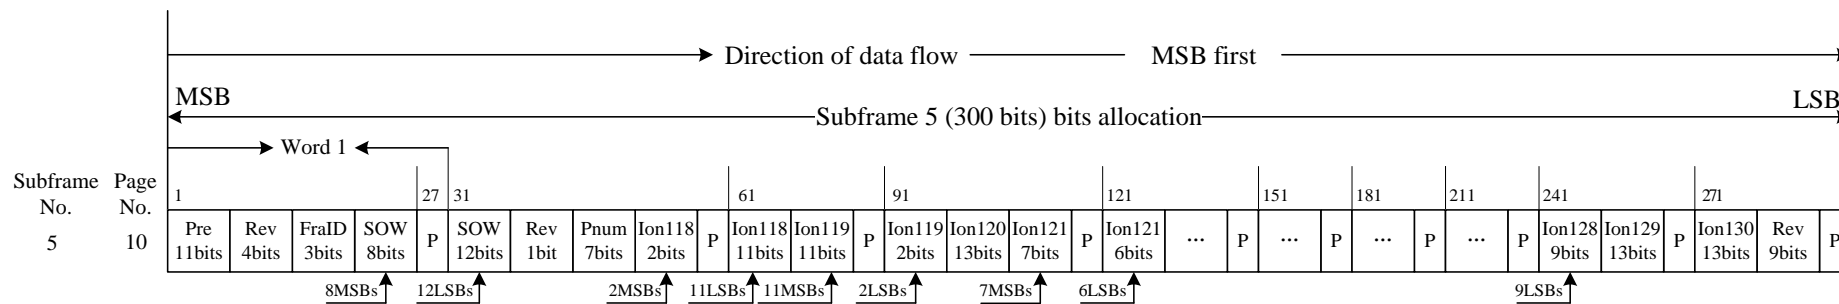 Direction of data flow MSB first
MSB LSB
Subframe 5 (300 bits) bits allocation
Word 1
Subframe No. Page No. 1 27 31 61 91 121 151 181 211 241 271
5 10
Pre 11bits
Rev 4bits
FraID 3bits
SOW 8bits
P
SOW 12bits
Rev 1bit
Pnum 7bits
Ion118 2bits
P
Ion118 11bits
Ion119 11bits
P
Ion119 2bits
Ion120 13bits
Ion121 7bits
P
Ion121 6bits
...
P
...
P
...
P
...
P
Ion128 9bits
Ion129 13bits
P
Ion130 13bits
Rev 9bits
P
8MSBs 12LSBs 2MSBs 11LSBs 11MSBs 2LSBs 7MSBs 6LSBs 9LSBs